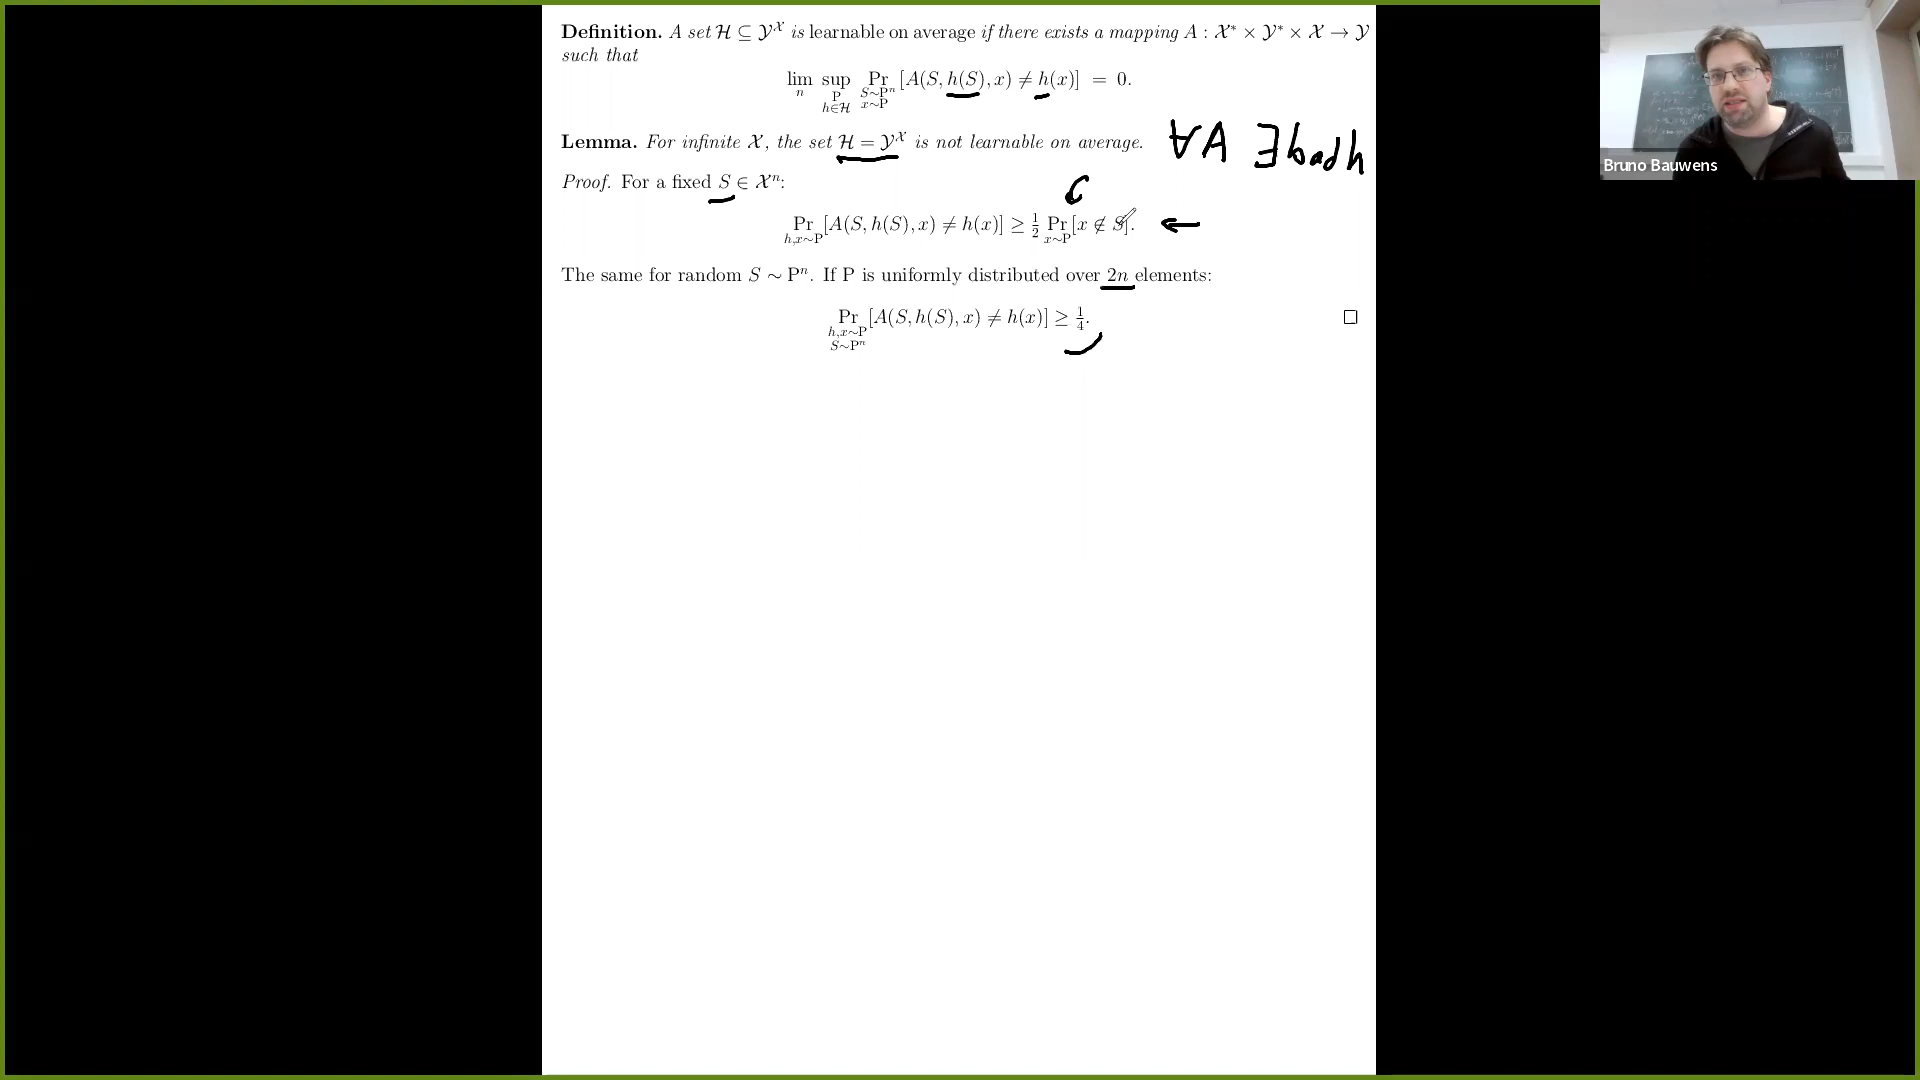 Definition. A set ℋ ⊆ 𝒴^𝒳 is learnable on average if there exists a mapping A : 𝒳* × 𝒴* × 𝒳 → 𝒴
such that
lim_n sup_{P, h∈ℋ} Pr_{S∼P^n, x∼P} [A(S, h(S), x) ≠ h(x)] = 0.
Lemma. For infinite 𝒳, the set ℋ = 𝒴^𝒳 is not learnable on average.
∀A ∃bad h
Proof. For a fixed S ∈ 𝒳^n:
Pr_{h,x∼P}[A(S, h(S), x) ≠ h(x)] ≥ 1/2 Pr_{x∼P}[x ∉ S].
The same for random S ∼ P^n. If P is uniformly distributed over 2n elements:
Pr_{h,x∼P, S∼P^n}[A(S, h(S), x) ≠ h(x)] ≥ 1/4. □
Bruno Bauwens